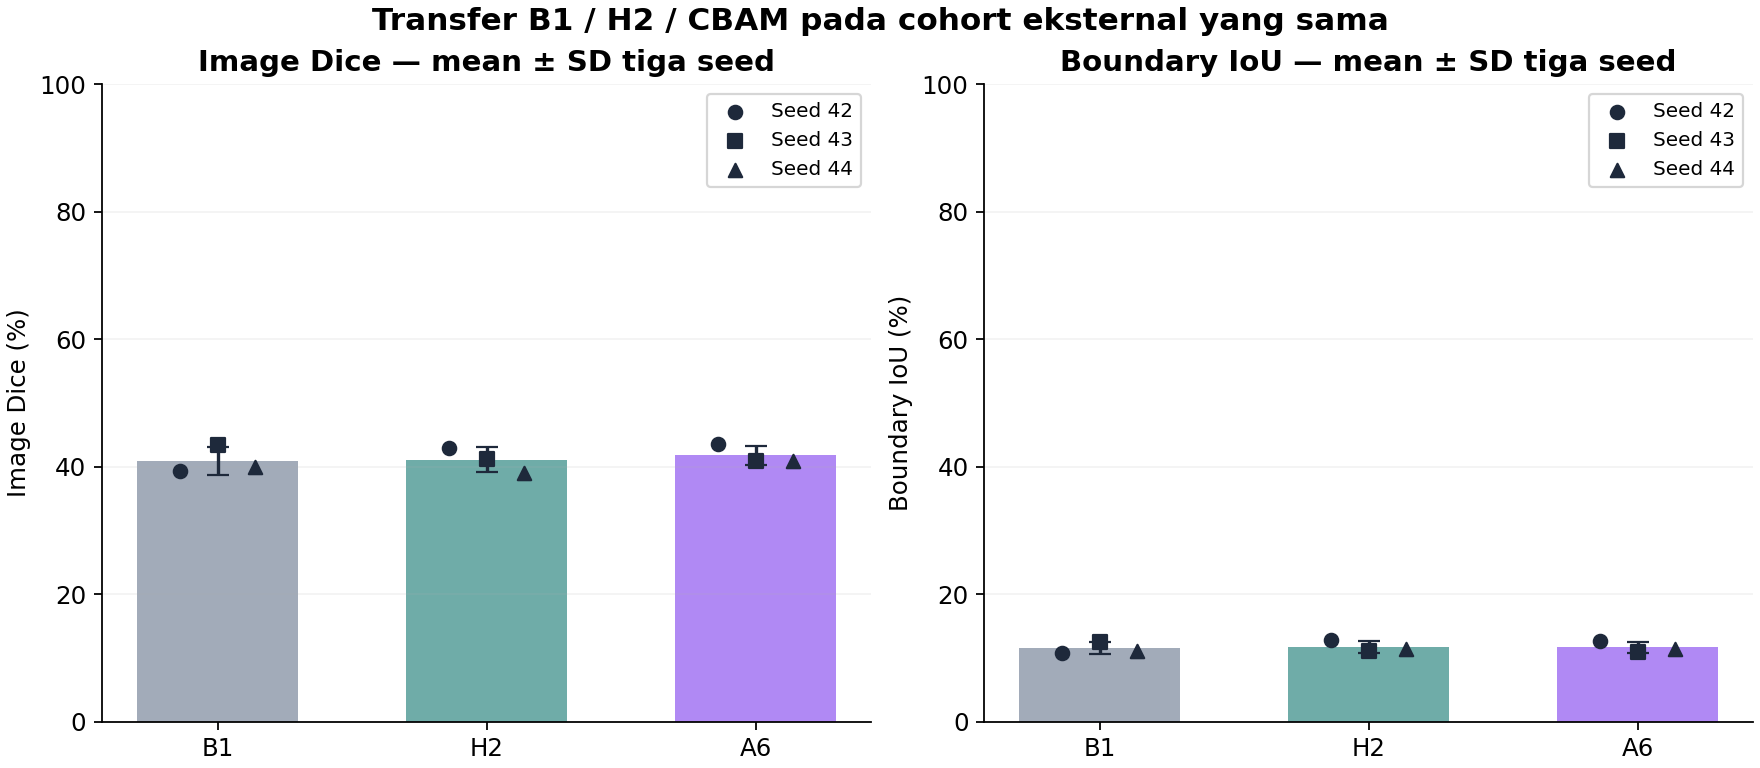 Transfer B1 / H2 / CBAM pada cohort eksternal yang sama
Image Dice — mean ± SD tiga seed
Image Dice (%)
100
80
60
40
20
0
Seed 42
Seed 43
Seed 44
B1
H2
A6
Boundary IoU — mean ± SD tiga seed
Boundary IoU (%)
100
80
60
40
20
0
Seed 42
Seed 43
Seed 44
B1
H2
A6